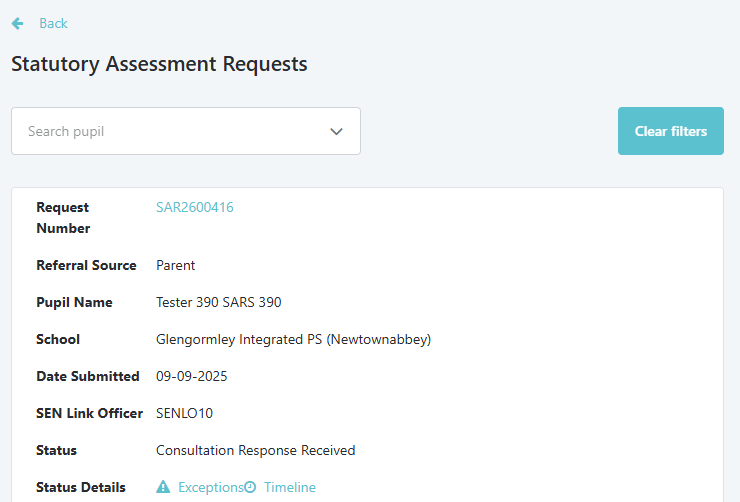 Back
Statutory Assessment Requests
Search pupil
Clear filters
Request Number SAR2600416
Referral Source Parent
Pupil Name Tester 390 SARS 390
School Glengormley Integrated PS (Newtownabbey)
Date Submitted 09-09-2025
SEN Link Officer SENLO10
Status Consultation Response Received
Status Details Exceptions Timeline